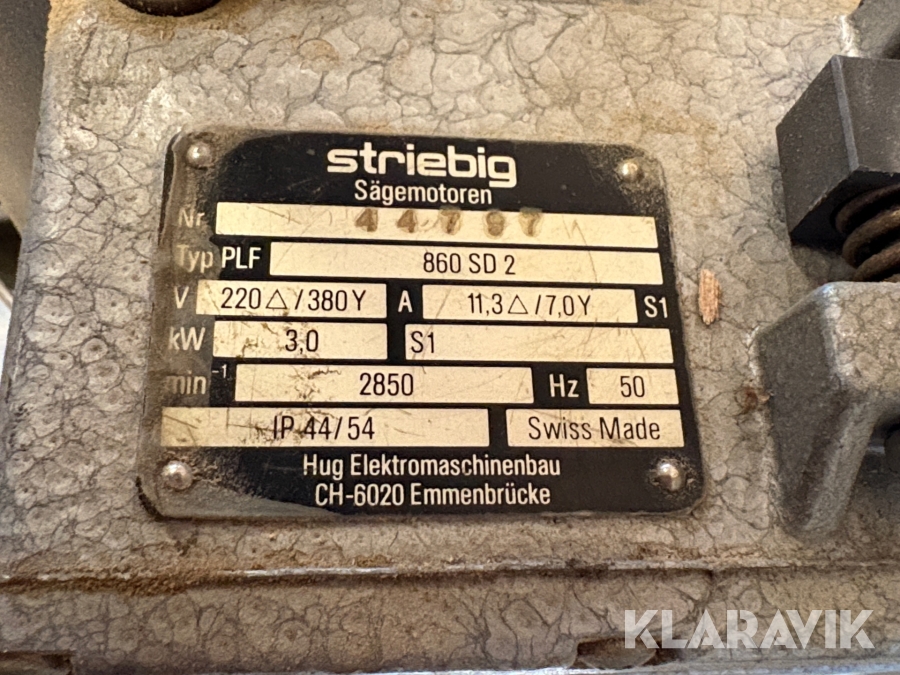 striebig
Sägemotoren
Nr. 44787
Typ PLF 860 SD 2
V 220△/380Y A 11,3△/7,0Y S1
kW 3,0 S1
min⁻¹ 2850 Hz 50
IP 44/54 Swiss Made
Hug Elektromaschinenbau
CH-6020 Emmenbrücke
KLARAVIK